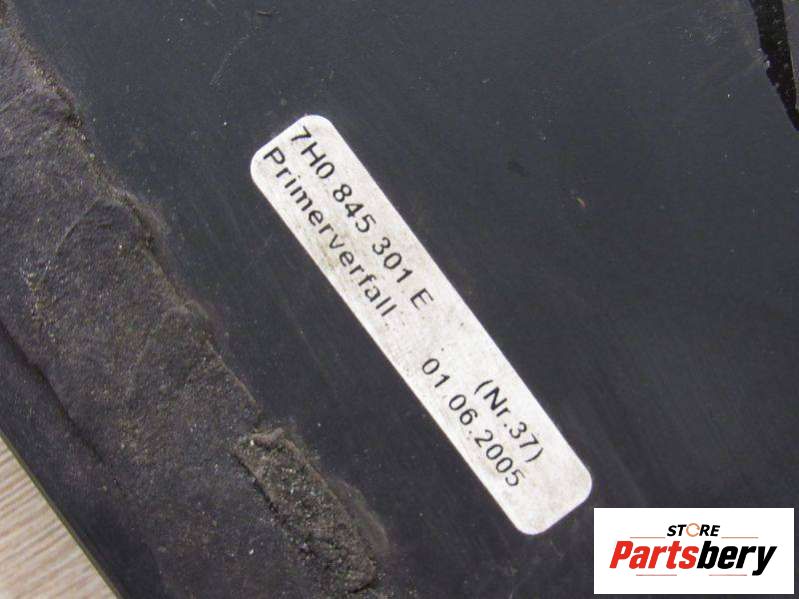 7H0 845 301 E
(Nr.37)
Primerverfall
01.06.2005
STORE
Partsbery